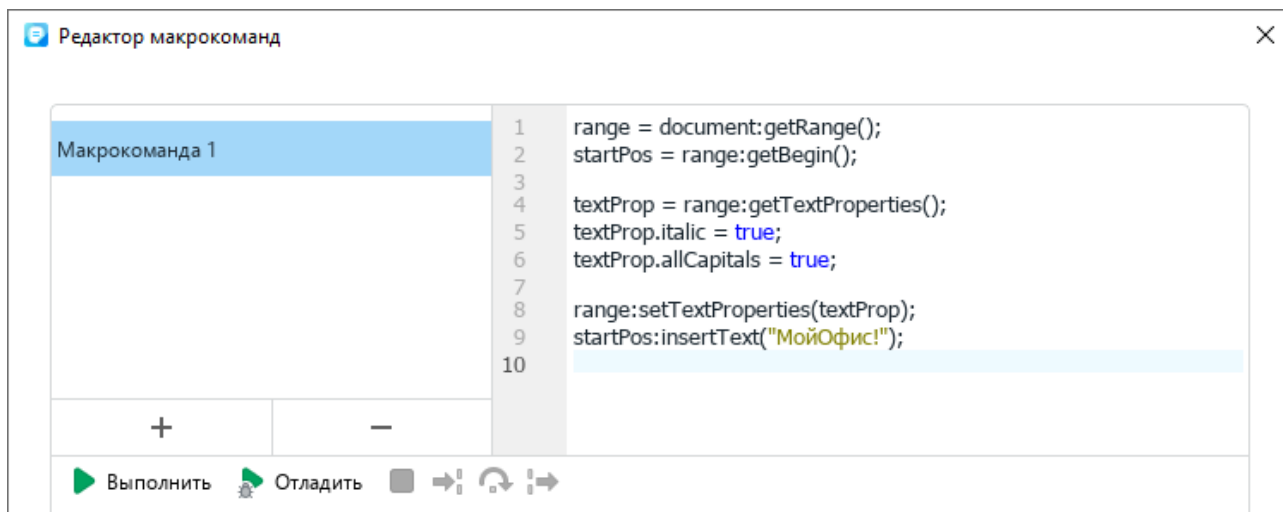 Редактор макрокоманд
Макрокоманда 1
1 range = document:getRange();
2 startPos = range:getBegin();
3
4 textProp = range:getTextProperties();
5 textProp.italic = true;
6 textProp.allCapitals = true;
7
8 range:setTextProperties(textProp);
9 startPos:insertText("МойОфис!");
10
Выполнить Отладить